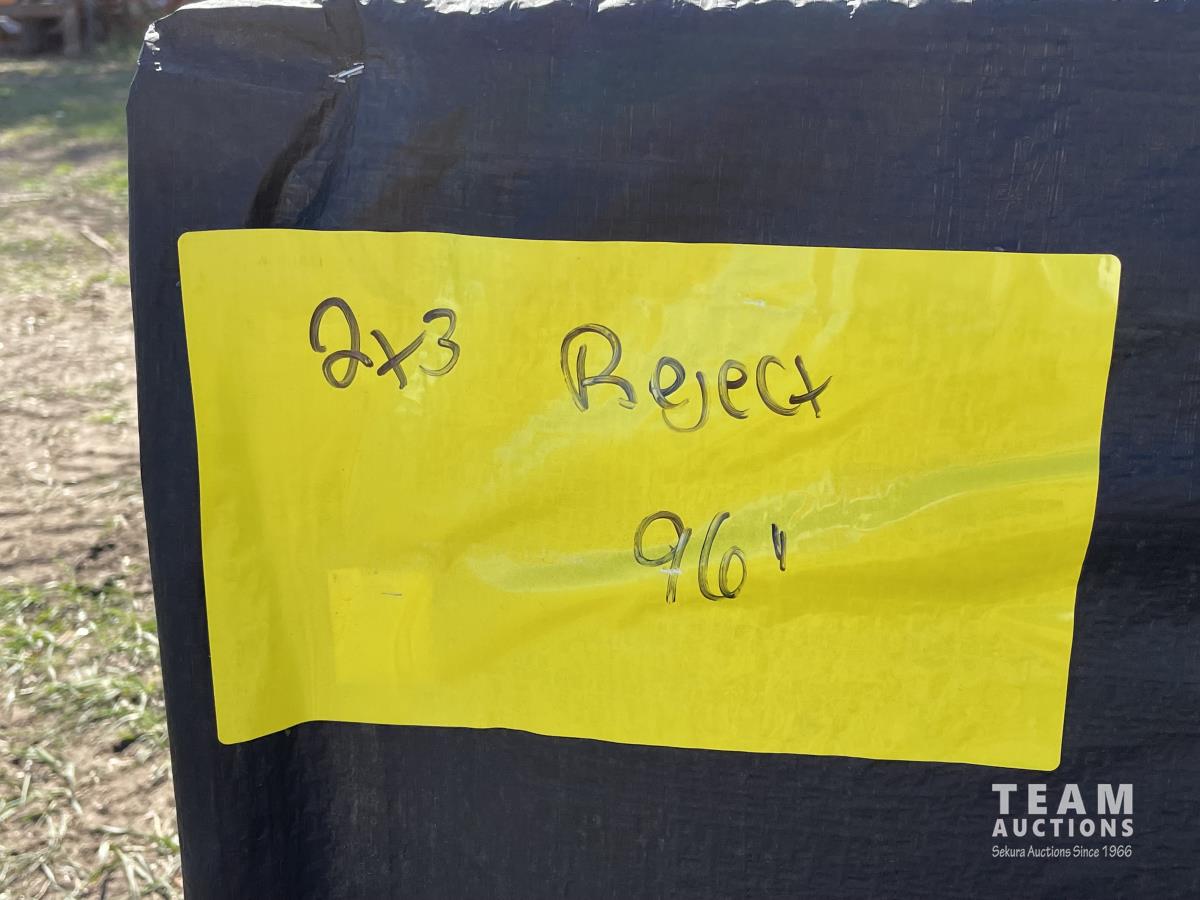 2x3 Reject
96"
TEAM
AUCTIONS
Sekura Auctions Since 1966